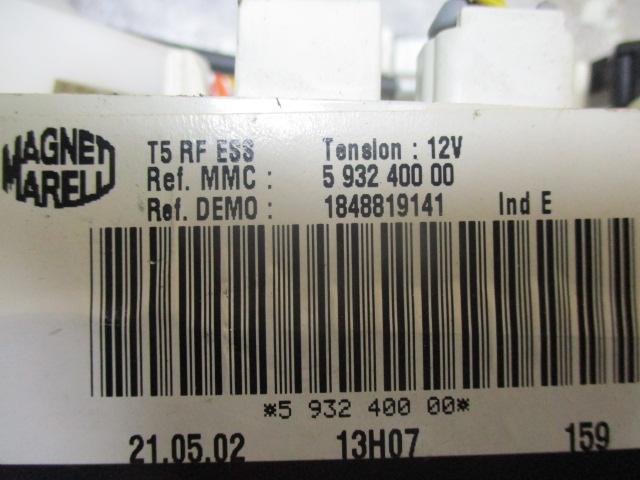 MAGNETI
MARELLI
T5 RF ESS Tension : 12V
Ref. MMC : 5 932 400 00
Ref. DEMO : 1848819141 Ind E
*5 932 400 00*
21.05.02 13H07 159